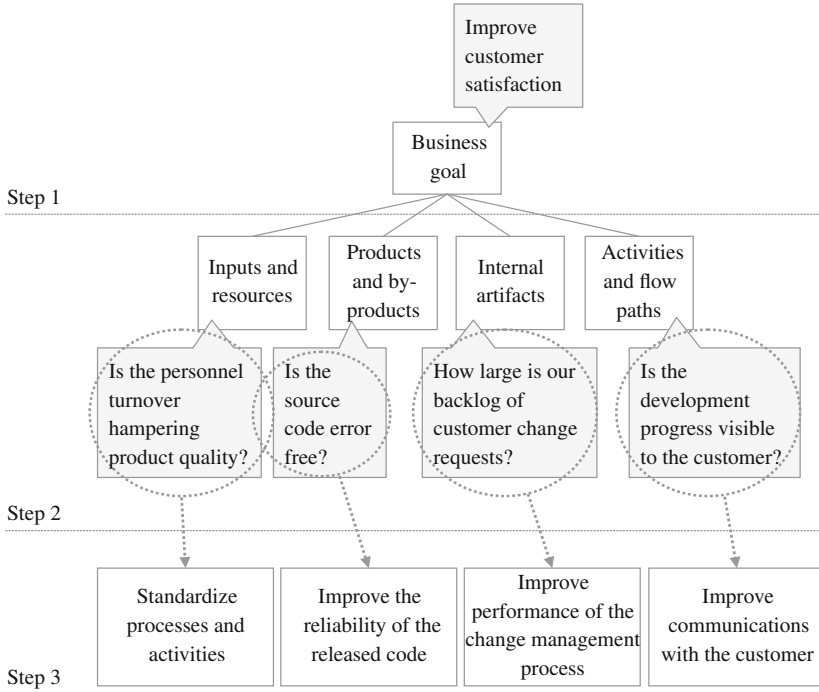 Improve
customer
satisfaction
Business
goal
Step 1
Inputs and
resources
Products
and by-
products
Internal
artifacts
Activities
and flow
paths
Is the personnel
turnover
hampering
product quality?
Is the
source
code error
free?
How large is our
backlog of
customer change
requests?
Is the
development
progress visible
to the customer?
Step 2
Standardize
processes and
activities
Improve the
reliability of the
released code
Improve
performance of the
change management
process
Improve
communications
with the customer
Step 3